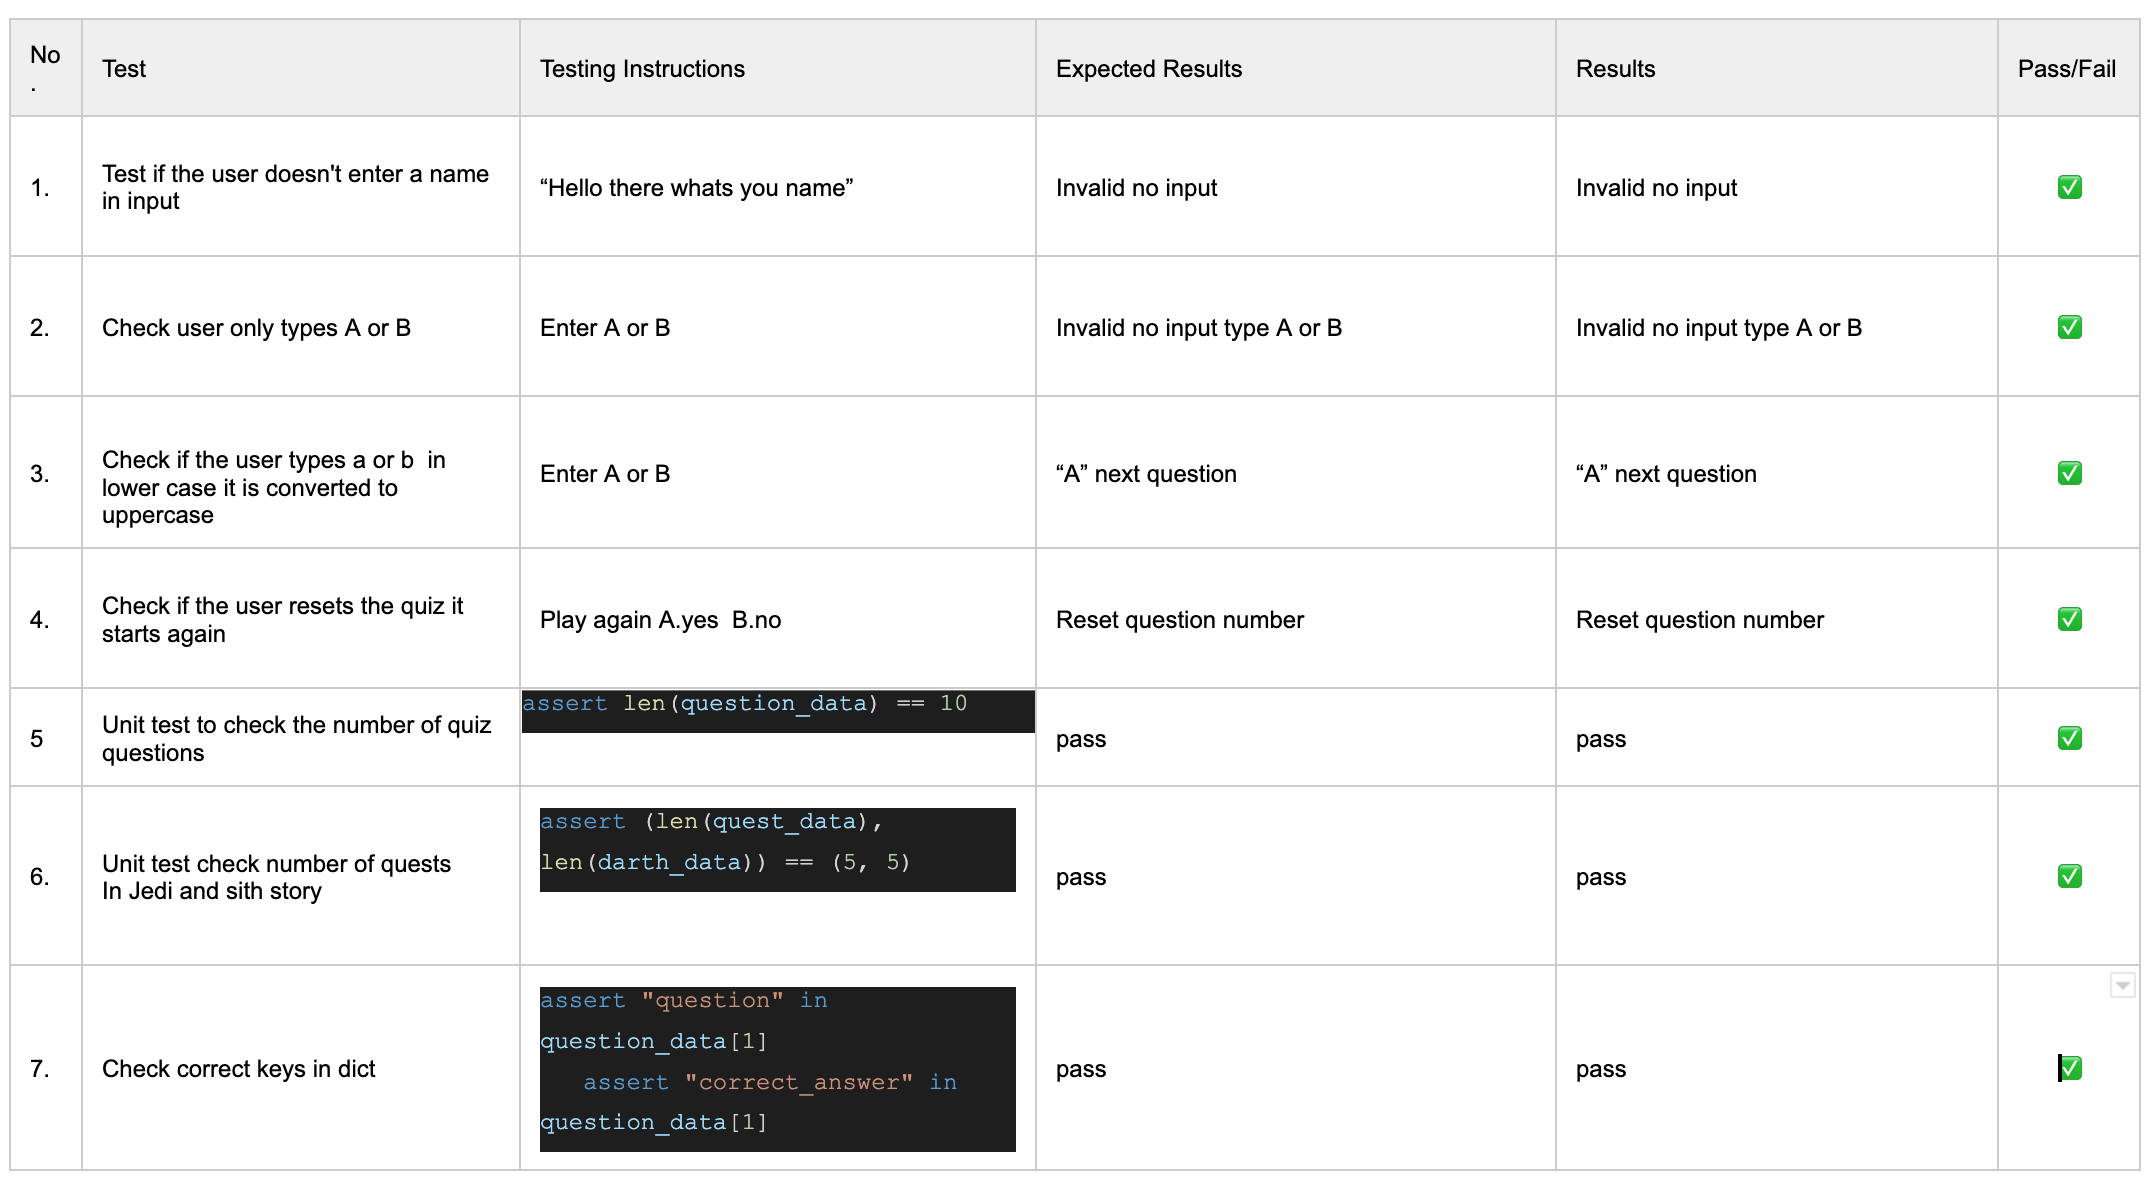 No
.
Test
Testing Instructions
Expected Results
Results
Pass/Fail
1.
Test if the user doesn't enter a name
in input
“Hello there whats you name”
Invalid no input
Invalid no input
2.
Check user only types A or B
Enter A or B
Invalid no input type A or B
Invalid no input type A or B
3.
Check if the user types a or b  in
lower case it is converted to
uppercase
Enter A or B
“A” next question
“A” next question
4.
Check if the user resets the quiz it
starts again
Play again A.yes  B.no
Reset question number
Reset question number
5
Unit test to check the number of quiz
questions
assert len(question_data) == 10
pass
pass
6.
Unit test check number of quests
In Jedi and sith story
assert (len(quest_data),
len(darth_data)) == (5, 5)
pass
pass
7.
Check correct keys in dict
assert "question" in
question_data[1]
   assert "correct_answer" in
question_data[1]
pass
pass